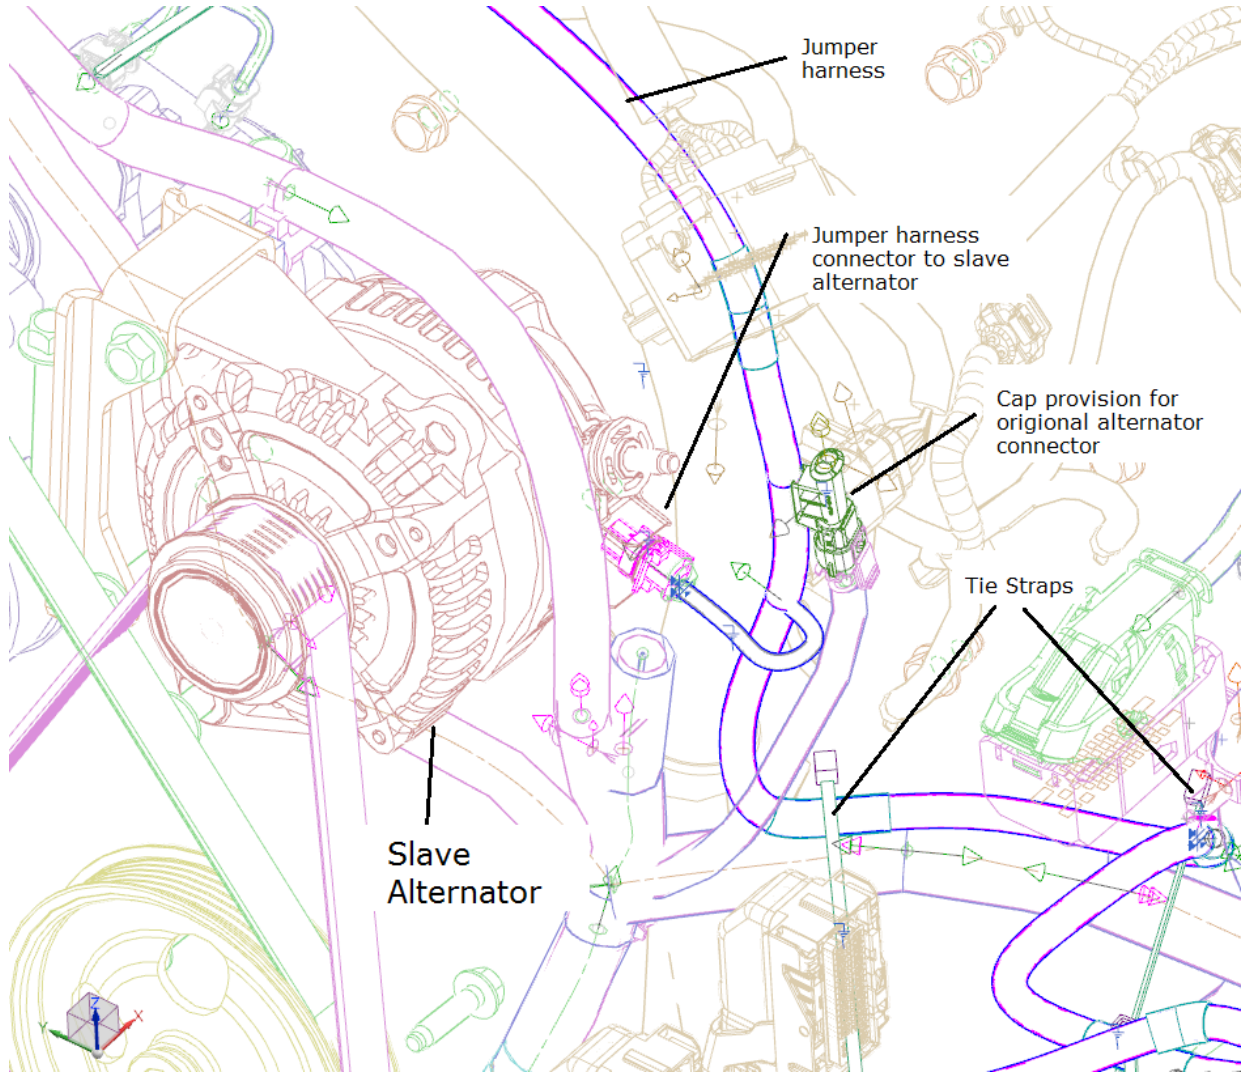 Jumper
harness
Jumper harness
connector to slave
alternator
Cap provision for
origional alternator
connector
Tie Straps
Slave
Alternator
Z
Y
X